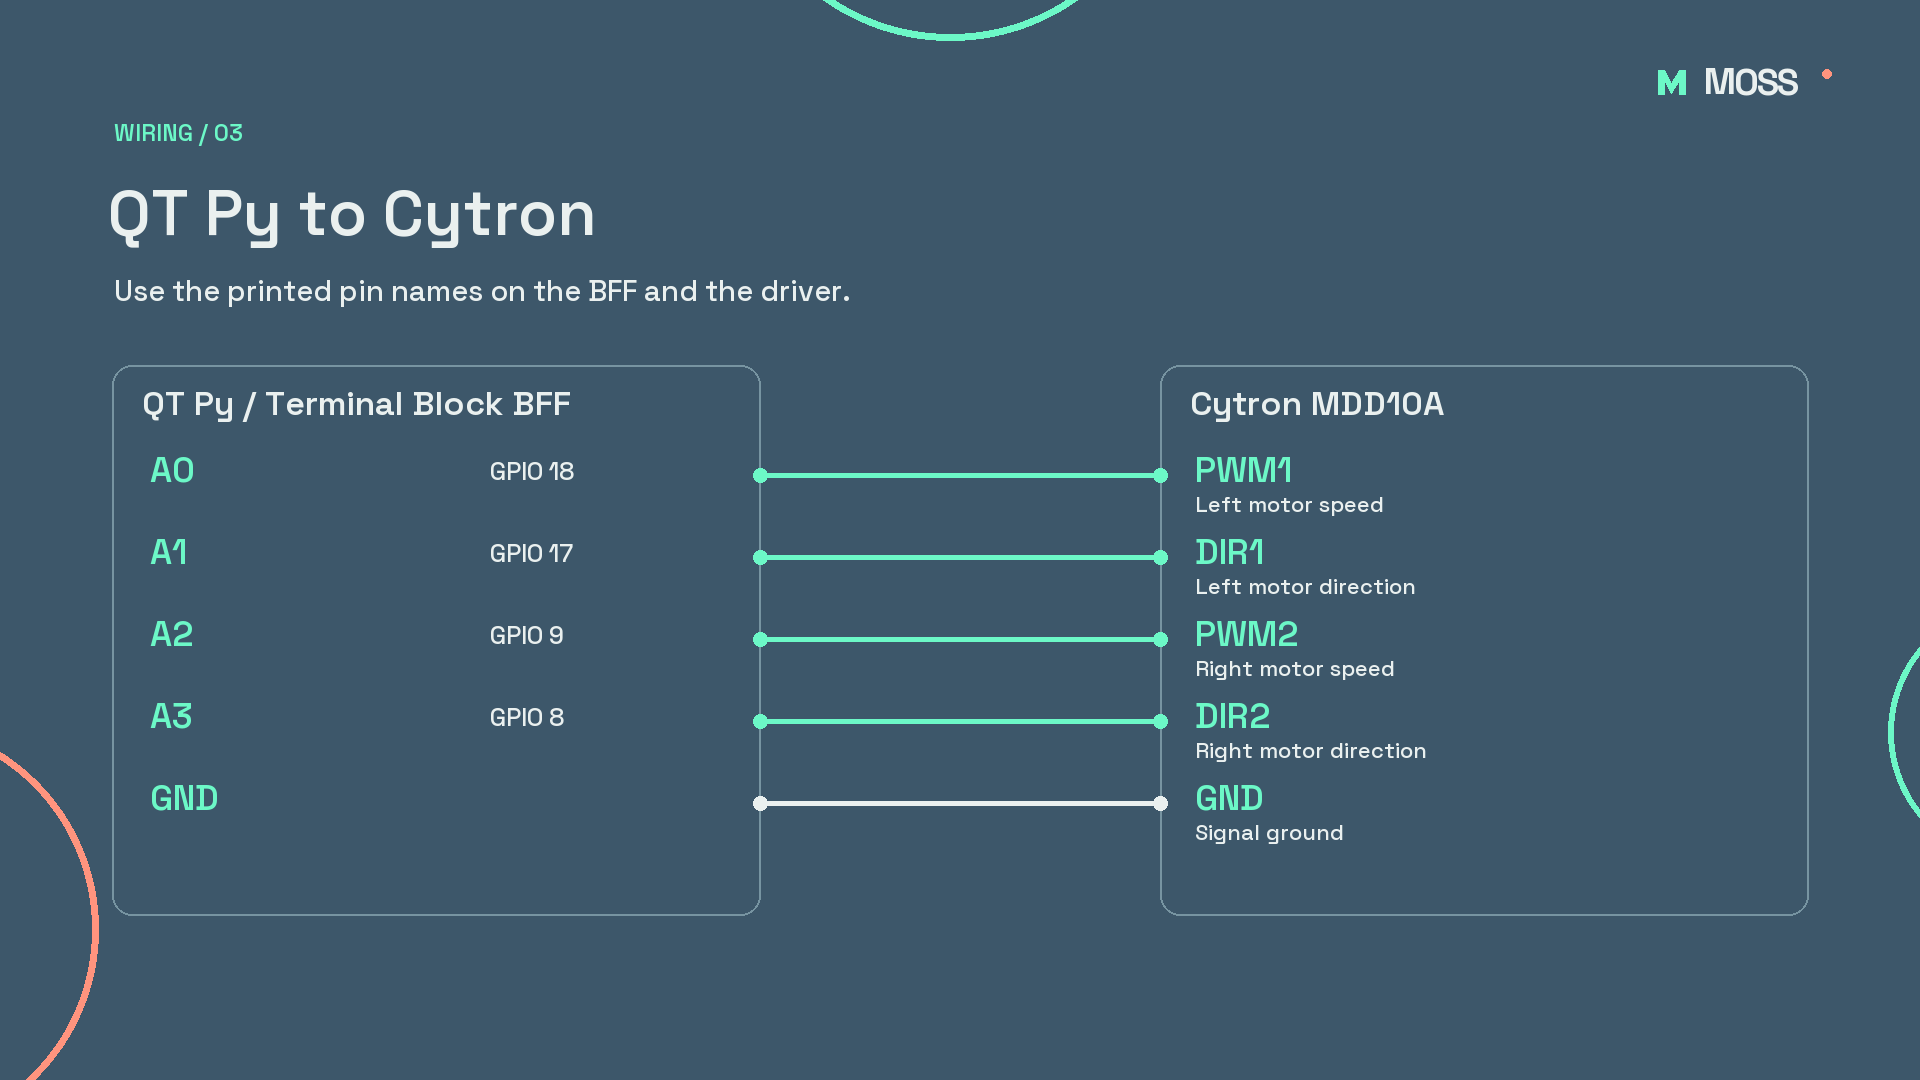 M MOSS
WIRING / 03
QT Py to Cytron
Use the printed pin names on the BFF and the driver.
QT Py / Terminal Block BFF
A0 GPIO 18
A1 GPIO 17
A2 GPIO 9
A3 GPIO 8
GND
Cytron MDD10A
PWM1
Left motor speed
DIR1
Left motor direction
PWM2
Right motor speed
DIR2
Right motor direction
GND
Signal ground